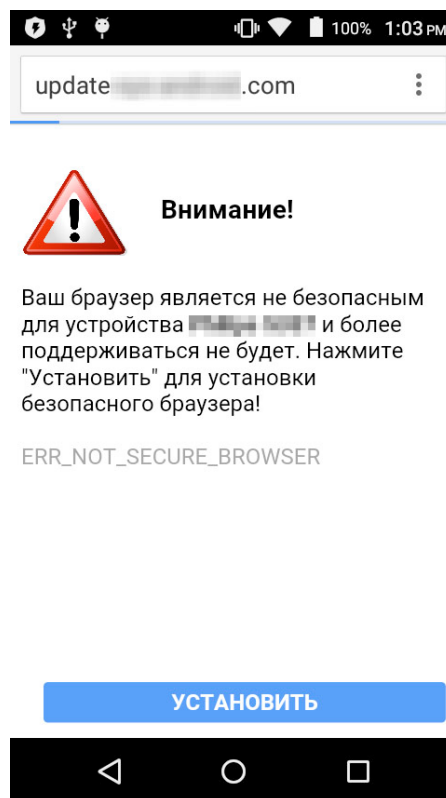 100% 1:03 PM
update .com
Внимание!
Ваш браузер является не безопасным
для устройства и более
поддерживаться не будет. Нажмите
"Установить" для установки
безопасного браузера!
ERR_NOT_SECURE_BROWSER
УСТАНОВИТЬ